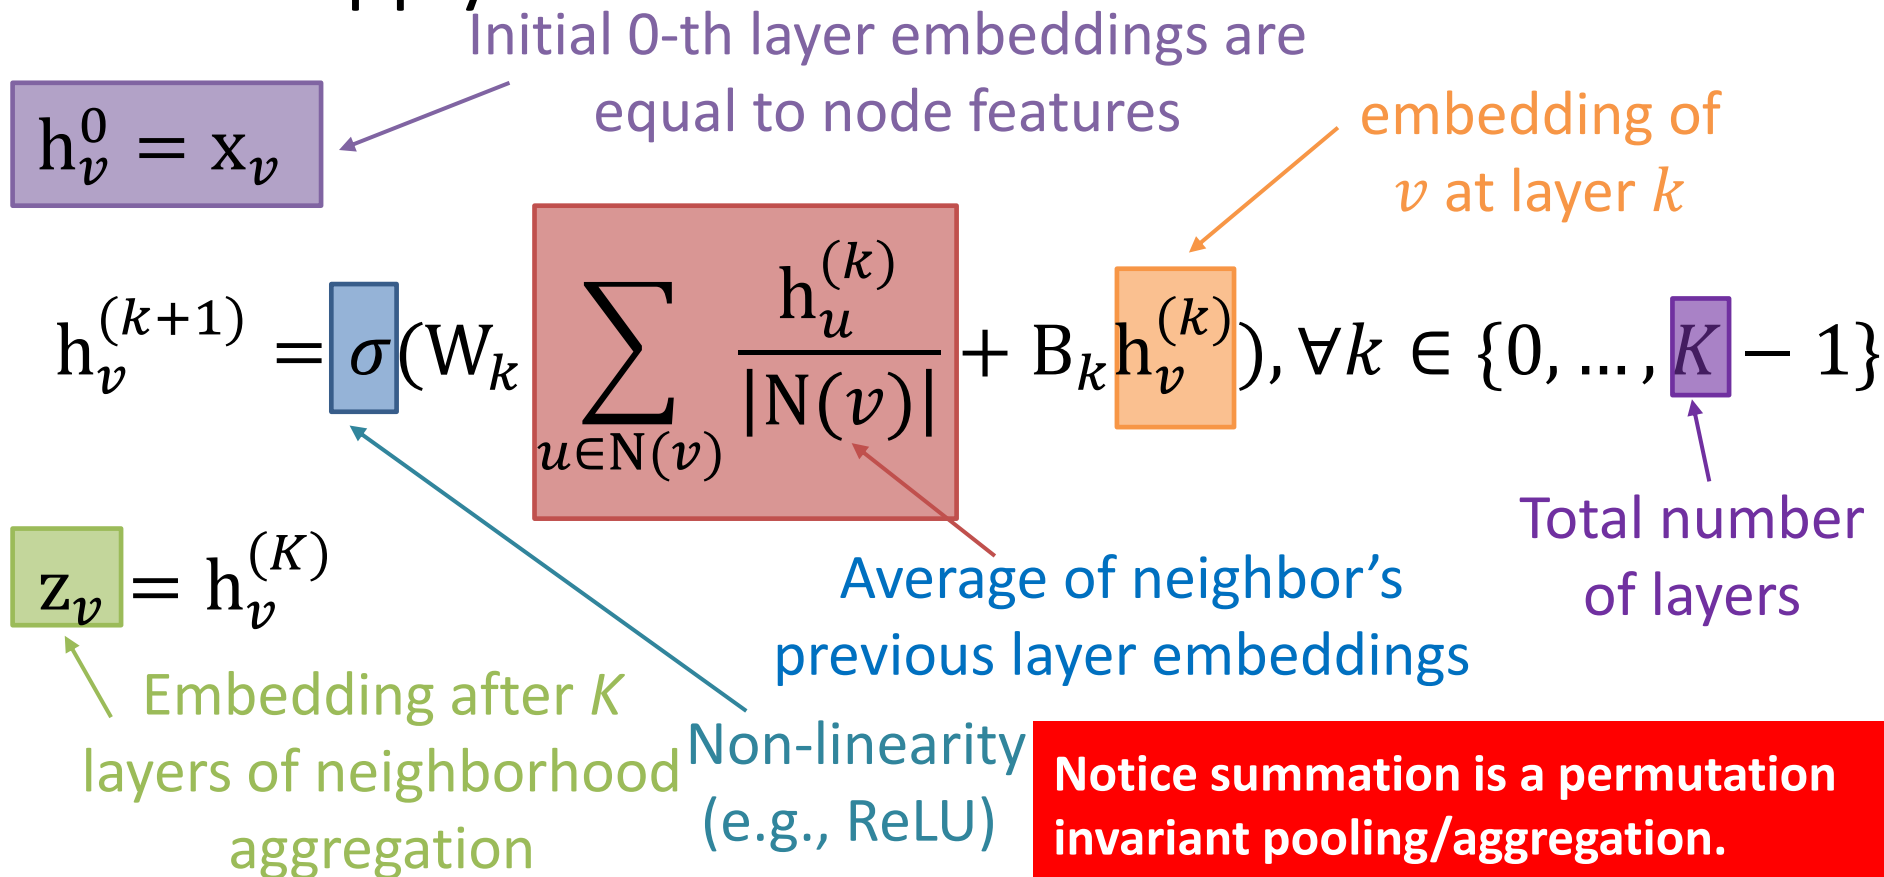 Initial 0-th layer embeddings are
equal to node features
h_v^0 = x_v
embedding of
v at layer k
h_v^{(k+1)} = σ(W_k ∑_{u∈N(v)} h_u^{(k)} / |N(v)| + B_k h_v^{(k)}), ∀k ∈ {0, …, K − 1}
Total number
of layers
z_v = h_v^{(K)}
Average of neighbor’s
previous layer embeddings
Embedding after K
layers of neighborhood
aggregation
Non-linearity
(e.g., ReLU)
Notice summation is a permutation
invariant pooling/aggregation.